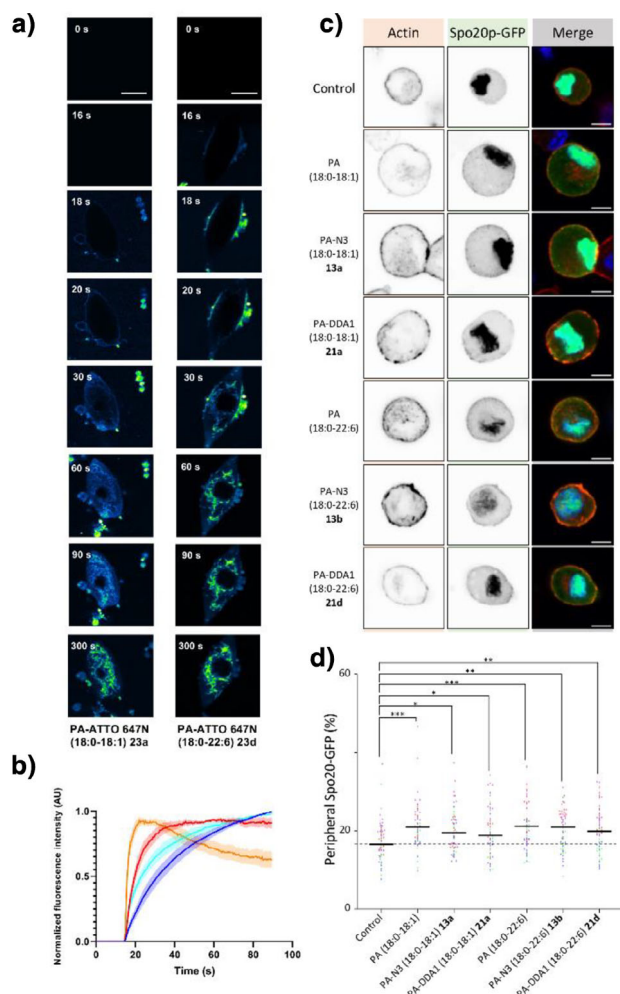 a)
0 s
0 s
16 s
16 s
18 s
18 s
20 s
20 s
30 s
30 s
60 s
60 s
90 s
90 s
300 s
300 s
PA-ATTO 647N
(18:0-18:1) 23a
PA-ATTO 647N
(18:0-22:6) 23d
b)
Normalized fluorescence intensity (AU)
1.0
0.5
0.0
0
20
40
60
80
100
Time (s)
c)
Actin
Spo20p-GFP
Merge
Control
PA
(18:0-18:1)
PA-N3
(18:0-18:1)
13a
PA-DDA1
(18:0-18:1)
21a
PA
(18:0-22:6)
PA-N3
(18:0-22:6)
13b
PA-DDA1
(18:0-22:6)
21d
d)
Peripheral Spo20-GFP (%)
60
20
0
**
**
***
*
*
***
Control
PA (18:0-18:1)
PA-N3 (18:0-18:1) 13a
PA-DDA1 (18:0-18:1) 21a
PA (18:0-22:6)
PA-N3 (18:0-22:6) 13b
PA-DDA1 (18:0-22:6) 21d